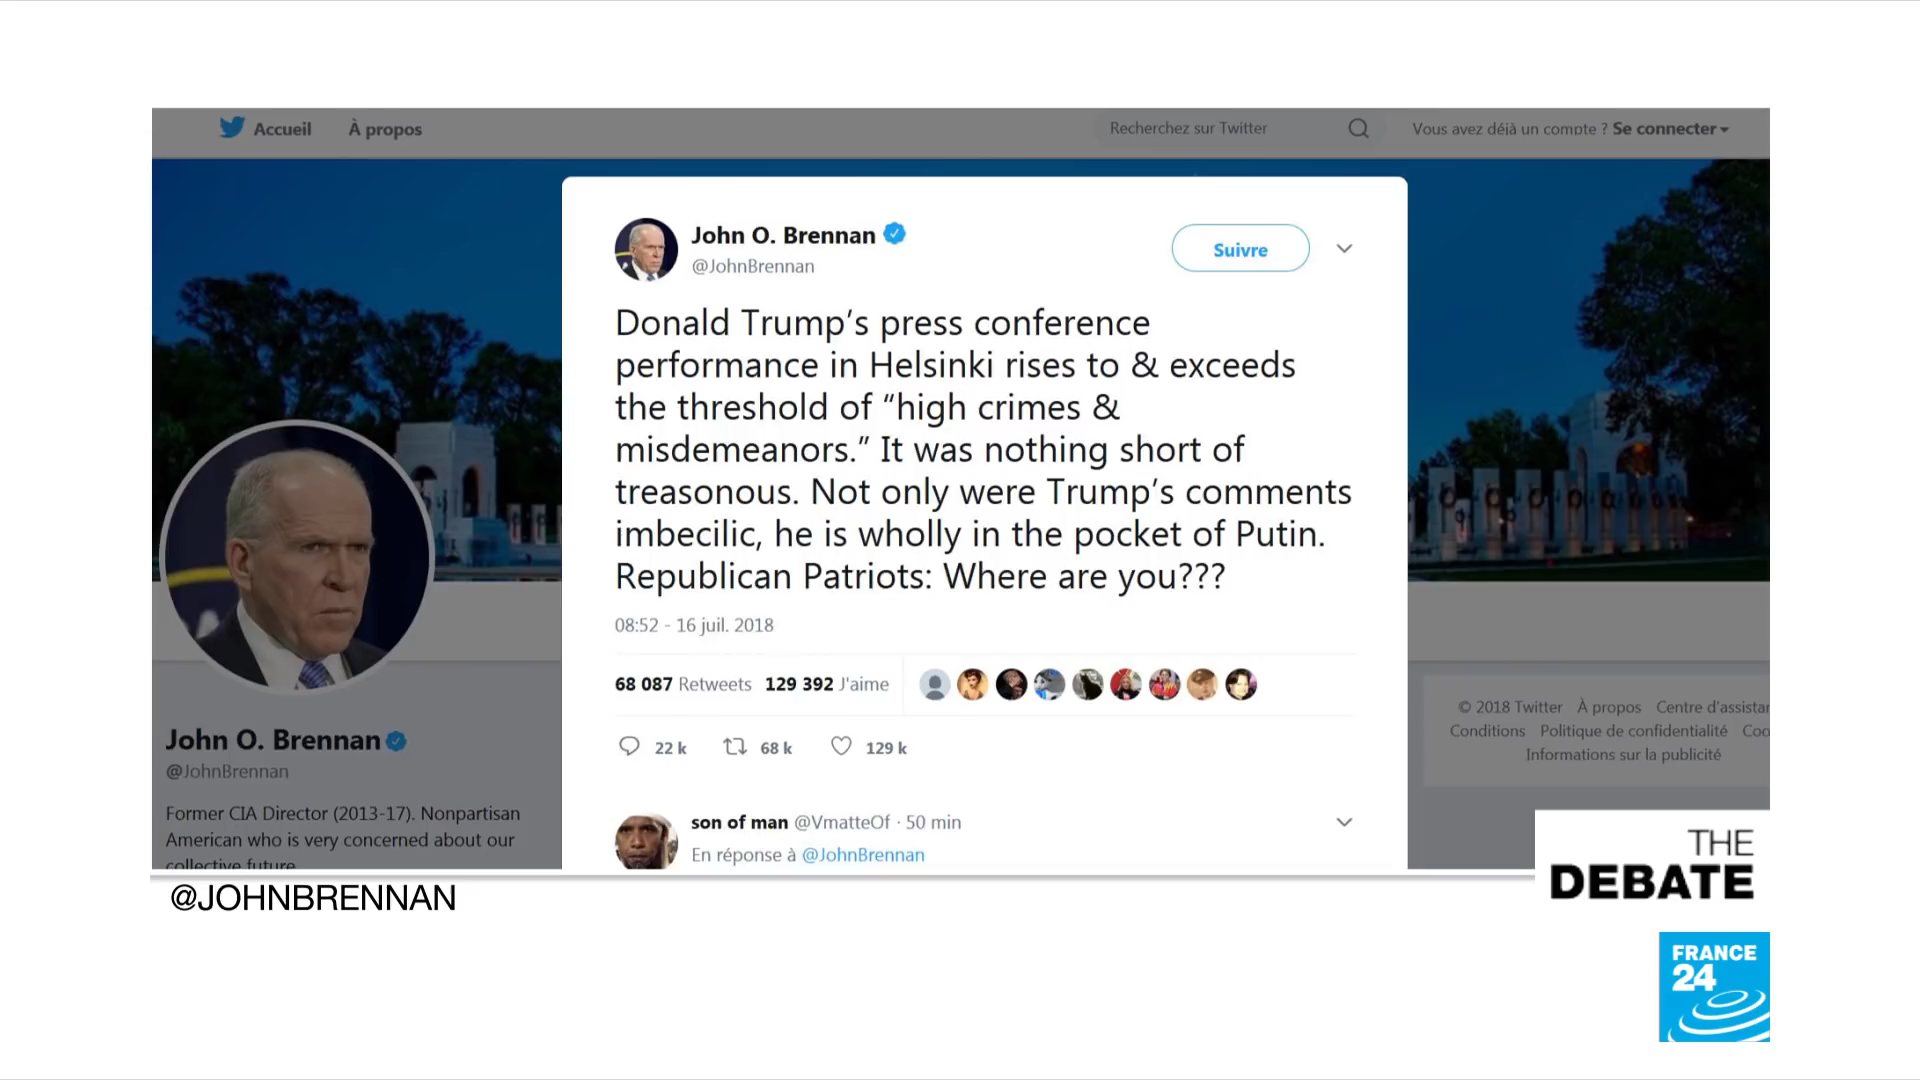 Accueil
À propos
Recherchez sur Twitter
Vous avez déjà un compte ? Se connecter
John O. Brennan
@JohnBrennan
Suivre
Donald Trump’s press conference
performance in Helsinki rises to & exceeds
the threshold of “high crimes &
misdemeanors.” It was nothing short of
treasonous. Not only were Trump’s comments
imbecilic, he is wholly in the pocket of Putin.
Republican Patriots: Where are you???
08:52 - 16 juil. 2018
68 087 Retweets 129 392 J'aime
22 k 68 k 129 k
son of man @VmatteOf · 50 min
En réponse à @JohnBrennan
John O. Brennan
@JohnBrennan
Former CIA Director (2013-17). Nonpartisan
American who is very concerned about our
collective future
© 2018 Twitter À propos Centre d'assistan
Conditions Politique de confidentialité Coo
Informations sur la publicité
@JOHNBRENNAN
THE
DEBATE
FRANCE
24